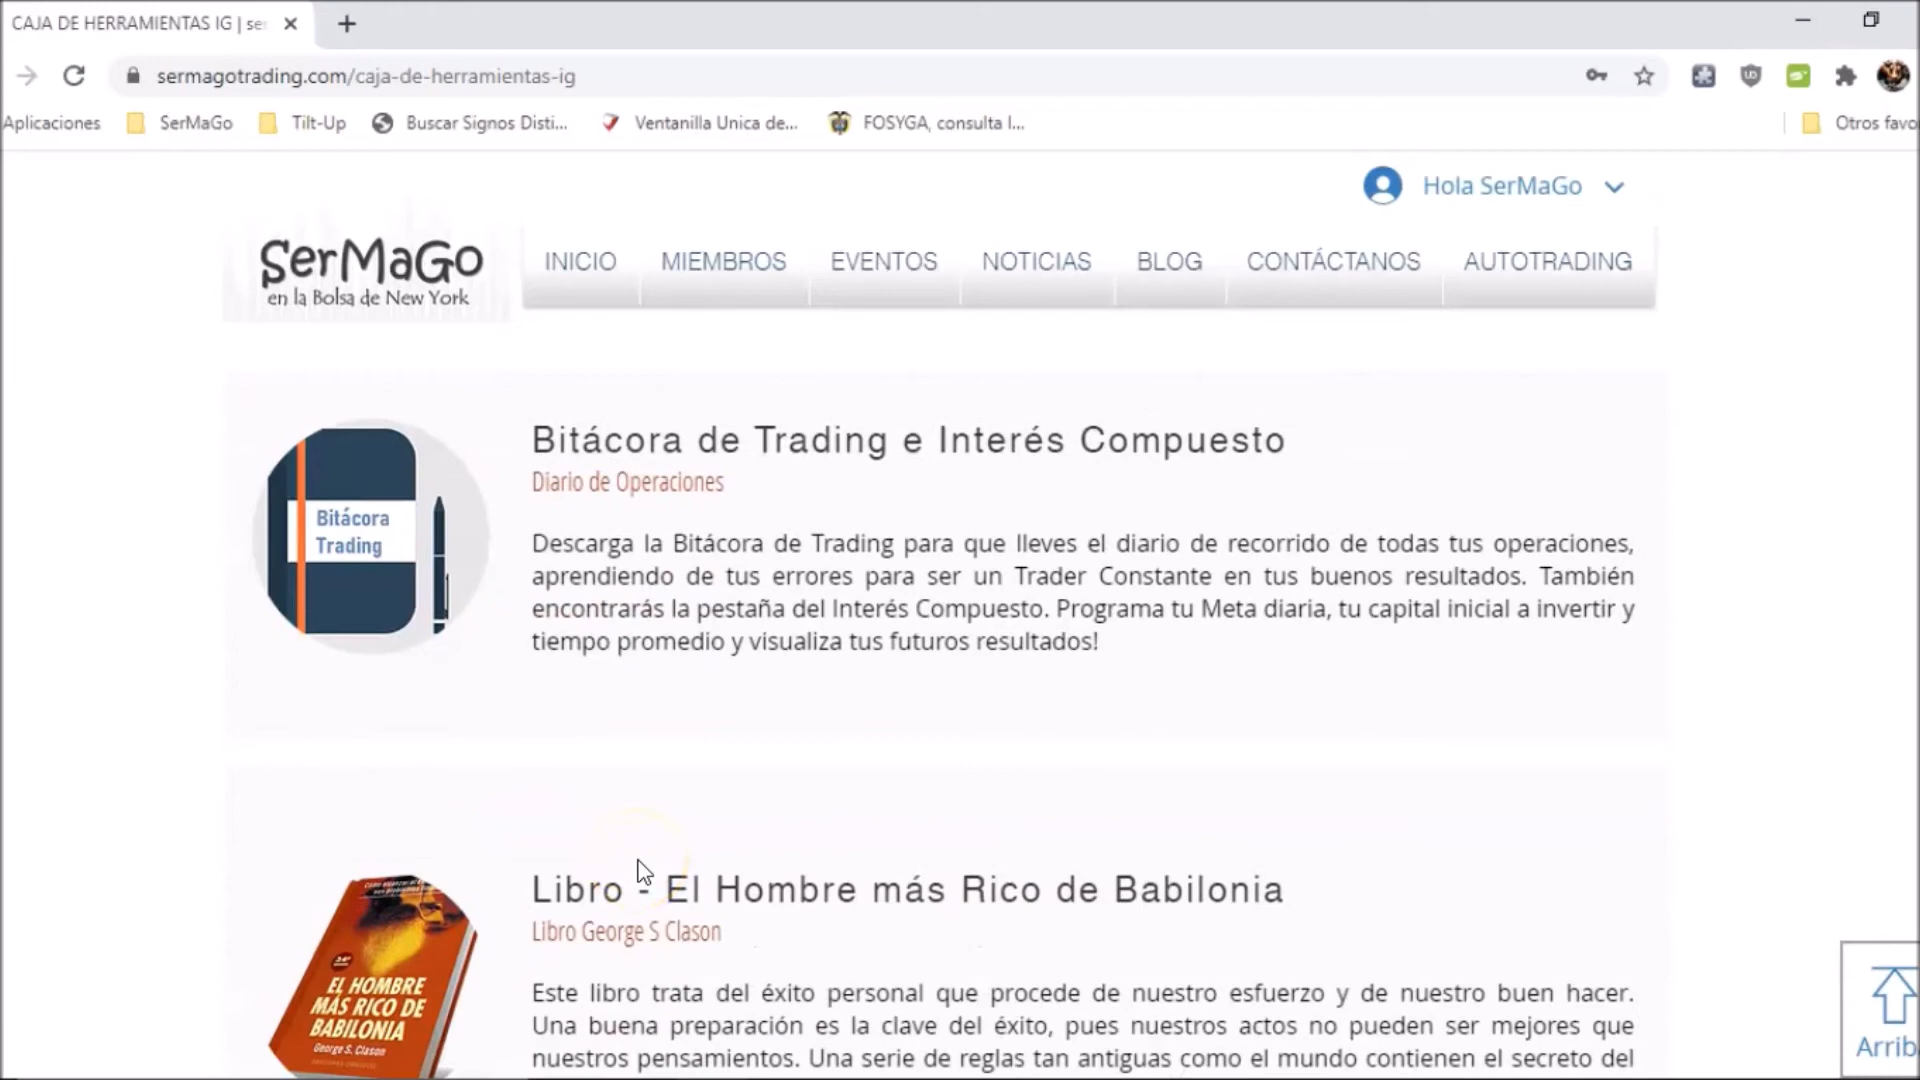 CAJA DE HERRAMIENTAS IG | se
sermagotrading.com/caja-de-herramientas-ig
Aplicaciones
SerMaGo
Tilt-Up
Buscar Signos Disti...
Ventanilla Unica de...
FOSYGA, consulta l...
Otros favo
Hola SerMaGo
SerMaGo
en la Bolsa de New York
INICIO
MIEMBROS
EVENTOS
NOTICIAS
BLOG
CONTÁCTANOS
AUTOTRADING
Bitácora
Trading
Bitácora de Trading e Interés Compuesto
Diario de Operaciones
Descarga la Bitácora de Trading para que lleves el diario de recorrido de todas tus operaciones,
aprendiendo de tus errores para ser un Trader Constante en tus buenos resultados. También
encontrarás la pestaña del Interés Compuesto. Programa tu Meta diaria, tu capital inicial a invertir y
tiempo promedio y visualiza tus futuros resultados!
EL HOMBRE
MÁS RICO DE
BABILONIA
George S. Clason
Libro - El Hombre más Rico de Babilonia
Libro George S Clason
Este libro trata del éxito personal que procede de nuestro esfuerzo y de nuestro buen hacer.
Una buena preparación es la clave del éxito, pues nuestros actos no pueden ser mejores que
nuestros pensamientos. Una serie de reglas tan antiguas como el mundo contienen el secreto del
Arrib